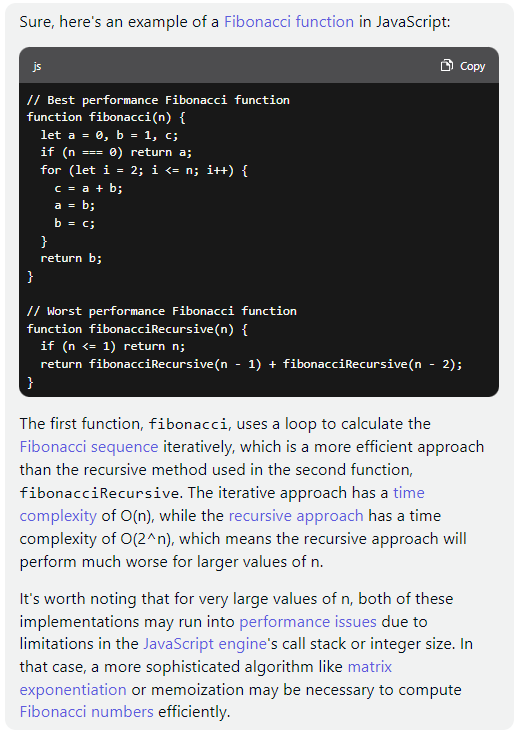 Sure, here's an example of a Fibonacci function in JavaScript:
js
Copy
// Best performance Fibonacci function
function fibonacci(n) {
  let a = 0, b = 1, c;
  if (n === 0) return a;
  for (let i = 2; i <= n; i++) {
    c = a + b;
    a = b;
    b = c;
  }
  return b;
}

// Worst performance Fibonacci function
function fibonacciRecursive(n) {
  if (n <= 1) return n;
  return fibonacciRecursive(n - 1) + fibonacciRecursive(n - 2);
}
The first function, fibonacci, uses a loop to calculate the
Fibonacci sequence iteratively, which is a more efficient approach
than the recursive method used in the second function,
fibonacciRecursive. The iterative approach has a time
complexity of O(n), while the recursive approach has a time
complexity of O(2^n), which means the recursive approach will
perform much worse for larger values of n.
It's worth noting that for very large values of n, both of these
implementations may run into performance issues due to
limitations in the JavaScript engine's call stack or integer size. In
that case, a more sophisticated algorithm like matrix
exponentiation or memoization may be necessary to compute
Fibonacci numbers efficiently.